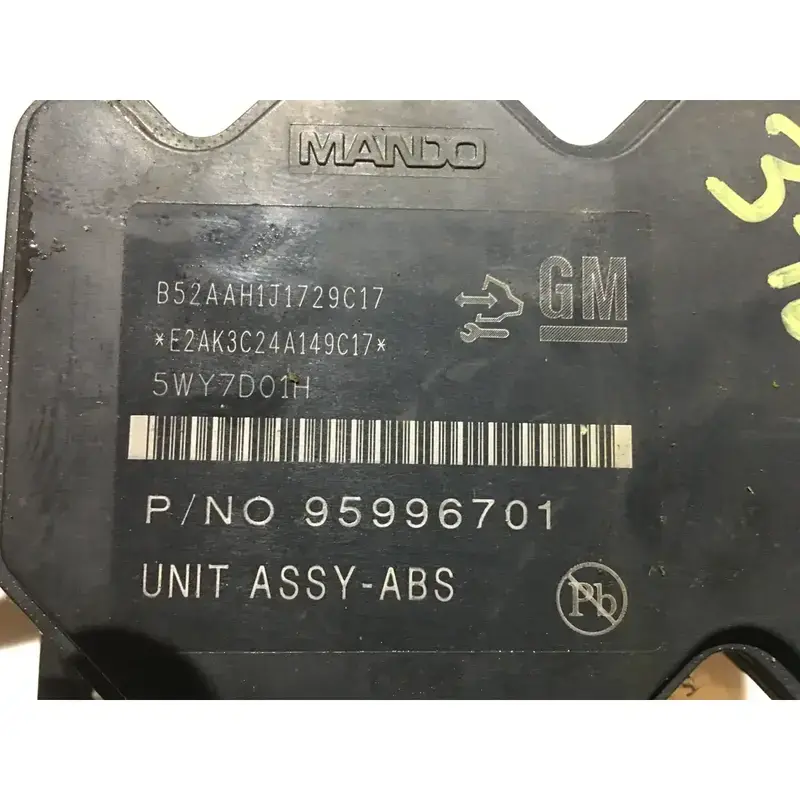 MANDO
GM
B52AAH1J1729C17
*E2AK3C24A149C17*
5WY7D01H
P/NO 95996701
UNIT ASSY-ABS
Pb